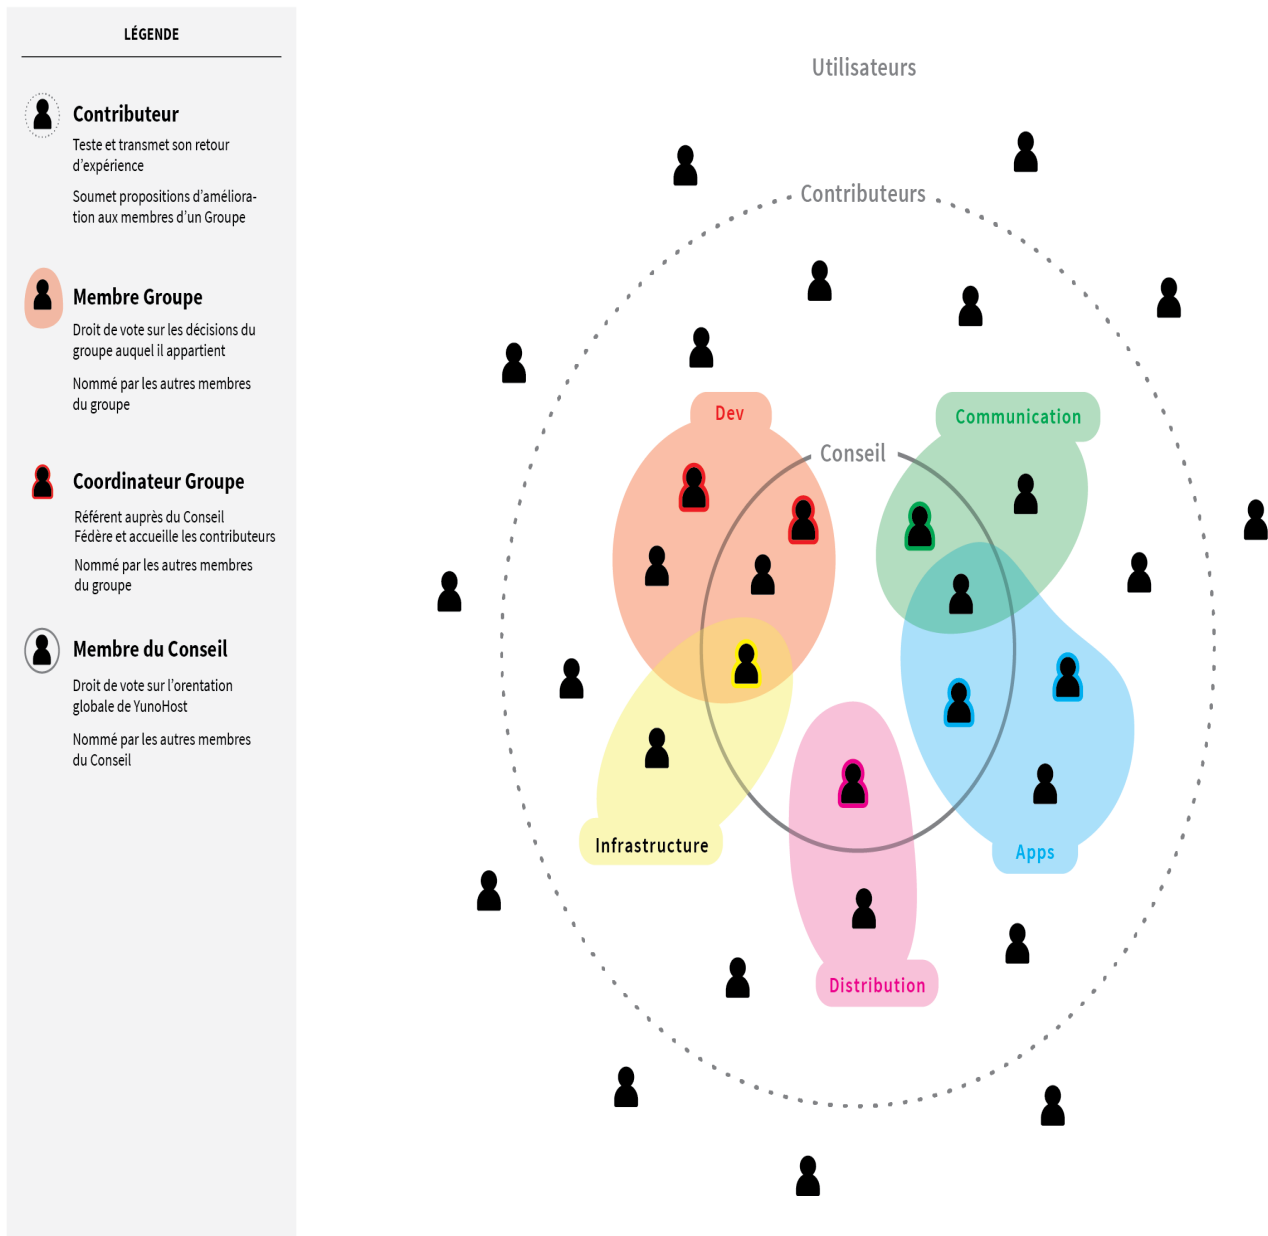 LÉGENDE
Contributeur
Teste et transmet son retour
d’expérience
Soumet propositions d’améliora-
tion aux membres d’un Groupe
Membre Groupe
Droit de vote sur les décisions du
groupe auquel il appartient
Nommé par les autres membres
du groupe
Coordinateur Groupe
Référent auprès du Conseil
Fédère et accueille les contributeurs
Nommé par les autres membres
du groupe
Membre du Conseil
Droit de vote sur l’orentation
globale de YunoHost
Nommé par les autres membres
du Conseil
Utilisateurs
Contributeurs
Dev
Communication
Conseil
Infrastructure
Apps
Distribution